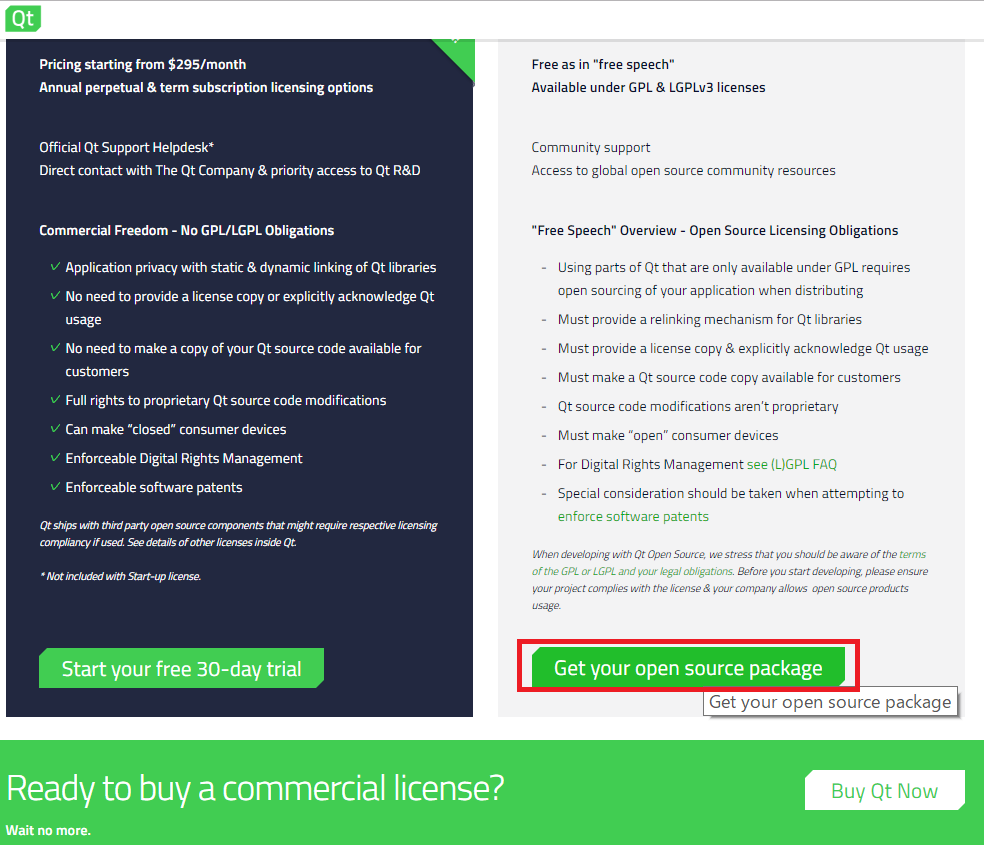 Qt
Pricing starting from $295/month
Annual perpetual & term subscription licensing options
Official Qt Support Helpdesk*
Direct contact with The Qt Company & priority access to Qt R&D
Commercial Freedom - No GPL/LGPL Obligations
Application privacy with static & dynamic linking of Qt libraries
No need to provide a license copy or explicitly acknowledge Qt
usage
No need to make a copy of your Qt source code available for
customers
Full rights to proprietary Qt source code modifications
Can make “closed” consumer devices
Enforceable Digital Rights Management
Enforceable software patents
Qt ships with third party open source components that might require respective licensing
compliancy if used. See details of other licenses inside Qt.
* Not included with Start-up license.
Start your free 30-day trial
Free as in "free speech"
Available under GPL & LGPLv3 licenses
Community support
Access to global open source community resources
"Free Speech" Overview - Open Source Licensing Obligations
- Using parts of Qt that are only available under GPL requires
open sourcing of your application when distributing
- Must provide a relinking mechanism for Qt libraries
- Must provide a license copy & explicitly acknowledge Qt usage
- Must make a Qt source code copy available for customers
- Qt source code modifications aren’t proprietary
- Must make “open” consumer devices
- For Digital Rights Management see (L)GPL FAQ
- Special consideration should be taken when attempting to
enforce software patents
When developing with Qt Open Source, we stress that you should be aware of the terms
of the GPL or LGPL and your legal obligations. Before you start developing, please ensure
your project complies with the license & your company allows open source products
usage.
Get your open source package
Get your open source package
Ready to buy a commercial license?
Wait no more.
Buy Qt Now